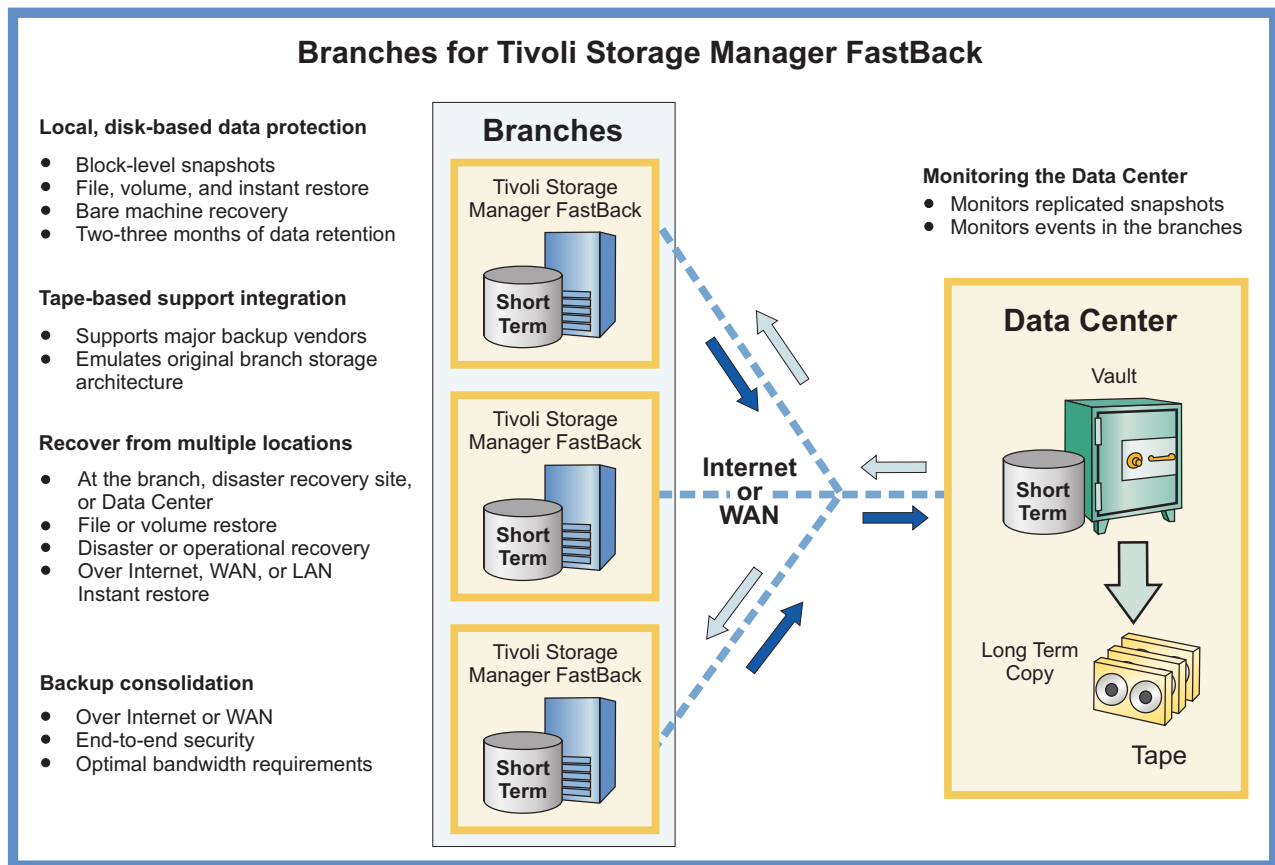 Branches for Tivoli Storage Manager FastBack
Local, disk-based data protection
● Block-level snapshots
● File, volume, and instant restore
● Bare machine recovery
● Two-three months of data retention
Tape-based support integration
● Supports major backup vendors
● Emulates original branch storage
architecture
Recover from multiple locations
● At the branch, disaster recovery site,
or Data Center
● File or volume restore
● Disaster or operational recovery
● Over Internet, WAN, or LAN
Instant restore
Backup consolidation
● Over Internet or WAN
● End-to-end security
● Optimal bandwidth requirements
Branches
Tivoli Storage
Manager FastBack
Short
Term
Tivoli Storage
Manager FastBack
Short
Term
Tivoli Storage
Manager FastBack
Short
Term
Internet
or
WAN
Monitoring the Data Center
● Monitors replicated snapshots
● Monitors events in the branches
Data Center
Vault
Short
Term
Long Term
Copy
Tape